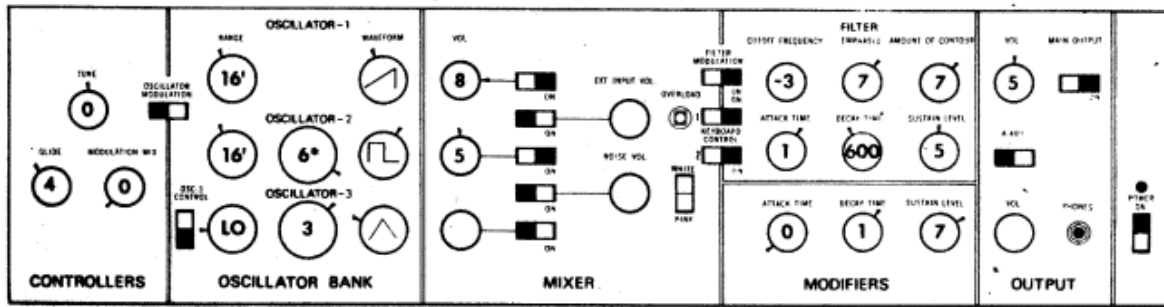 CONTROLLERS
TUNE
0
OSCILLATOR
MODULATION
GLIDE
4
MODULATION MIX
0
OSCILLATOR BANK
OSCILLATOR-1
RANGE
16'
WAVEFORM
OSCILLATOR-2
16'
6*
OSCILLATOR-3
OSC. 3
CONTROL
LO
3
MIXER
VOL
8
ON
EXT INPUT VOL.
OVERLOAD
ON
5
ON
NOISE VOL.
WHITE
PINK
ON
ON
MODIFIERS
FILTER
FILTER
MODULATION
ON
ON
1
KEYBOARD
CONTROL
2
ON
CUTOFF FREQUENCY
-3
EMPHASIS
7
AMOUNT OF CONTOUR
7
ATTACK TIME
1
DECAY TIME
600
SUSTAIN LEVEL
5
ATTACK TIME
0
DECAY TIME
1
SUSTAIN LEVEL
7
OUTPUT
VOL
5
MAIN OUTPUT
ON
VOL
PHONES
POWER
ON